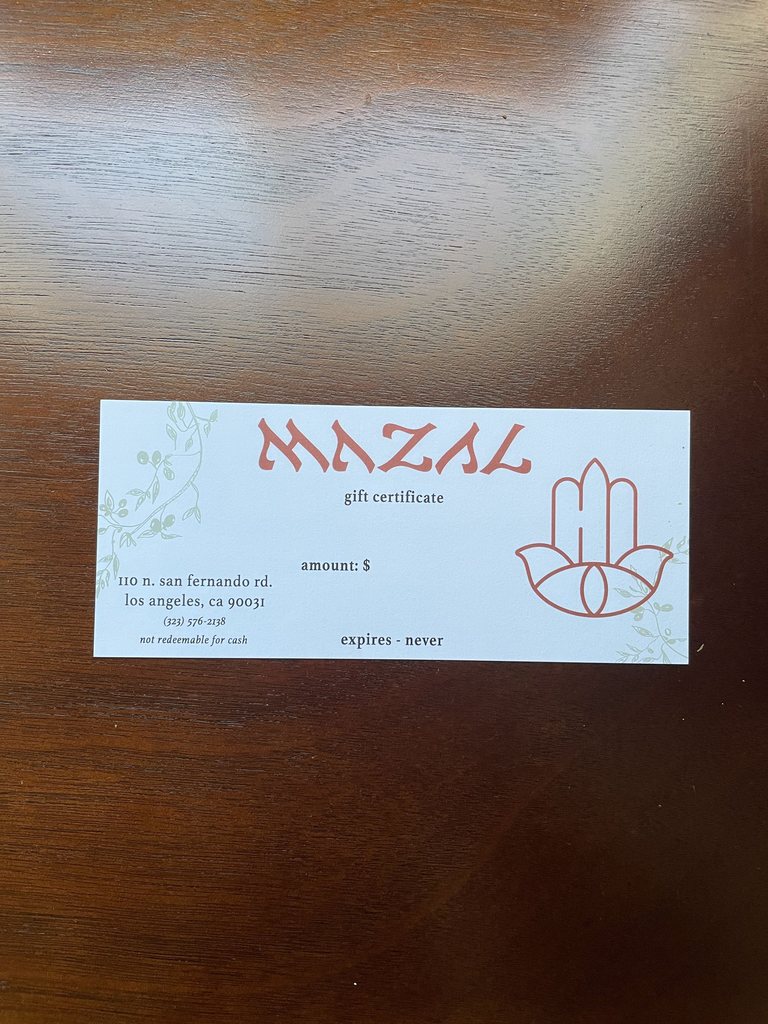 MAZAL
gift certificate
amount: $
110 n. san fernando rd.
los angeles, ca 90031
(323) 576-2138
not redeemable for cash
expires - never